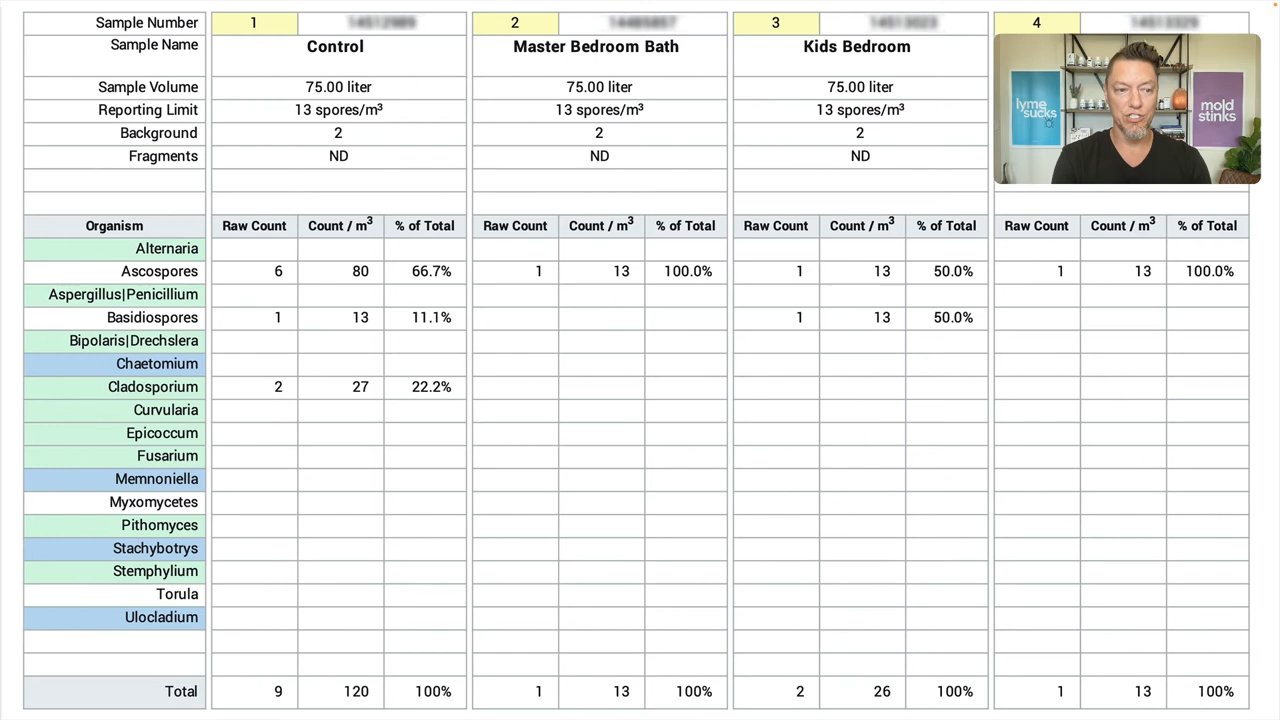 Sample Number 1 2 3 4
Sample Name Control Master Bedroom Bath Kids Bedroom
Sample Volume 75.00 liter 75.00 liter 75.00 liter
Reporting Limit 13 spores/m³ 13 spores/m³ 13 spores/m³
Background 2 2 2
Fragments ND ND ND
lyme sucks
mold stinks
Organism Raw Count Count / m³ % of Total Raw Count Count / m³ % of Total Raw Count Count / m³ % of Total Raw Count Count / m³ % of Total
Alternaria
Ascospores 6 80 66.7% 1 13 100.0% 1 13 50.0% 1 13 100.0%
Aspergillus|Penicillium
Basidiospores 1 13 11.1% 1 13 50.0%
Bipolaris|Drechslera
Chaetomium
Cladosporium 2 27 22.2%
Curvularia
Epicoccum
Fusarium
Memnoniella
Myxomycetes
Pithomyces
Stachybotrys
Stemphylium
Torula
Ulocladium
Total 9 120 100% 1 13 100% 2 26 100% 1 13 100%